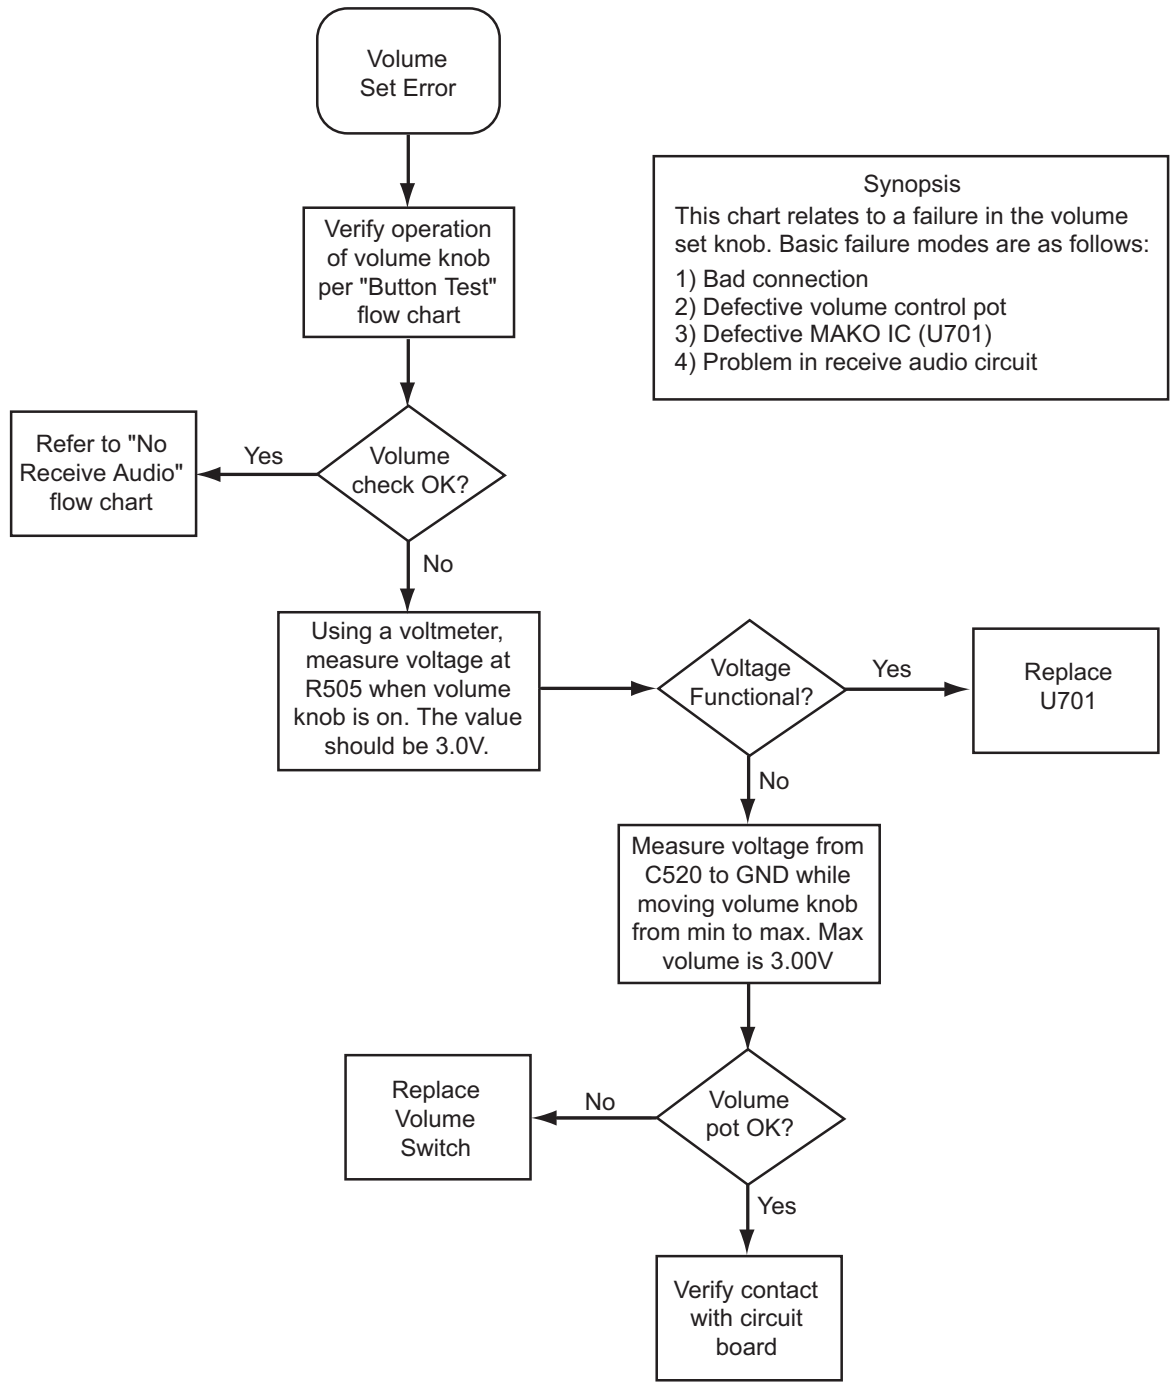 Volume
Set Error
Synopsis
This chart relates to a failure in the volume
set knob. Basic failure modes are as follows:
1) Bad connection
2) Defective volume control pot
3) Defective MAKO IC (U701)
4) Problem in receive audio circuit
Verify operation
of volume knob
per "Button Test"
flow chart
Volume
check OK?
Yes
Refer to "No
Receive Audio"
flow chart
No
Using a voltmeter,
measure voltage at
R505 when volume
knob is on. The value
should be 3.0V.
Voltage
Functional?
Yes
Replace
U701
No
Measure voltage from
C520 to GND while
moving volume knob
from min to max. Max
volume is 3.00V
Volume
pot OK?
No
Replace
Volume
Switch
Yes
Verify contact
with circuit
board